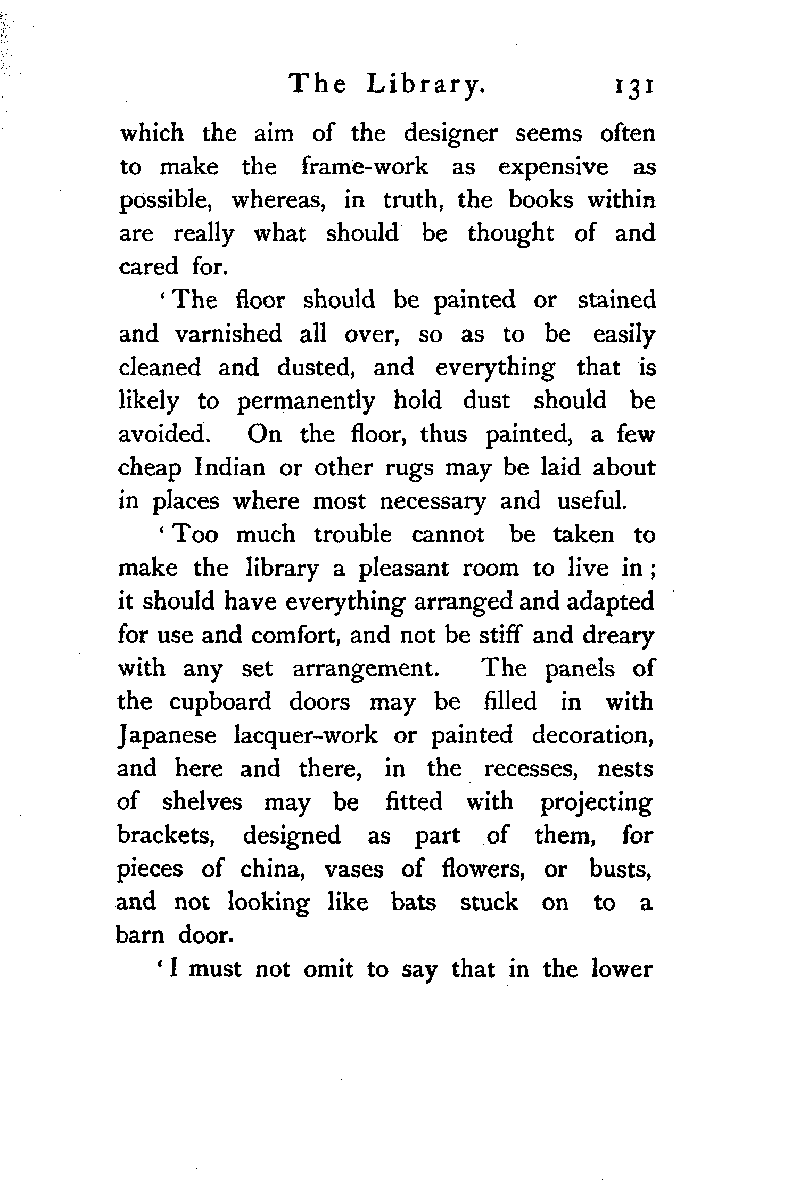 The Library. 131
which the aim of the designer seems often
to make the frame-work as expensive as
possible, whereas, in truth, the books within
are really what should be thought of and
cared for.
‘ The floor should be painted or stained
and varnished all over, so as to be easily
cleaned and dusted, and everything that is
likely to permanently hold dust should be
avoided. On the floor, thus painted, a few
cheap Indian or other rugs may be laid about
in places where most necessary and useful.
‘ Too much trouble cannot be taken to
make the library a pleasant room to live in ;
it should have everything arranged and adapted
for use and comfort, and not be stiff and dreary
with any set arrangement. The panels of
the cupboard doors may be filled in with
Japanese lacquer-work or painted decoration,
and here and there, in the recesses, nests
of shelves may be fitted with projecting
brackets, designed as part of them, for
pieces of china, vases of flowers, or busts,
and not looking like bats stuck on to a
barn door.
‘ I must not omit to say that in the lower